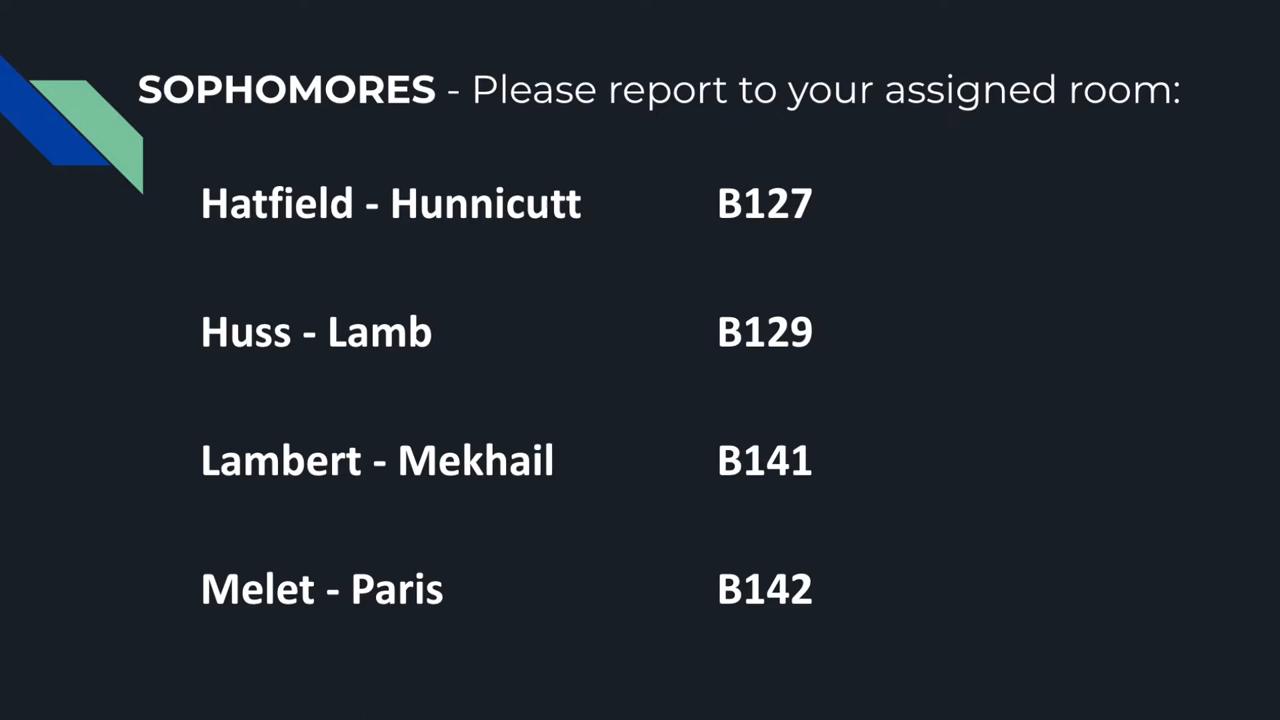 SOPHOMORES - Please report to your assigned room:
Hatfield - Hunnicutt B127
Huss - Lamb B129
Lambert - Mekhail B141
Melet - Paris B142